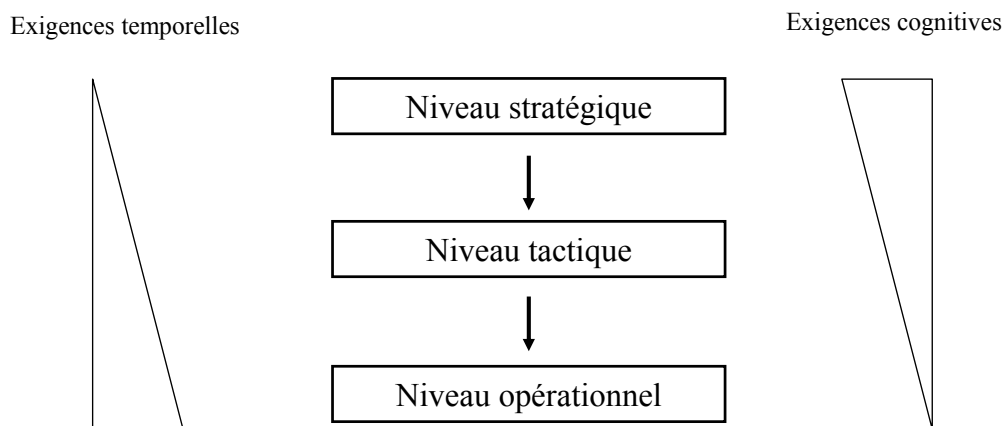 Exigences temporelles
Exigences cognitives
Niveau stratégique
Niveau tactique
Niveau opérationnel